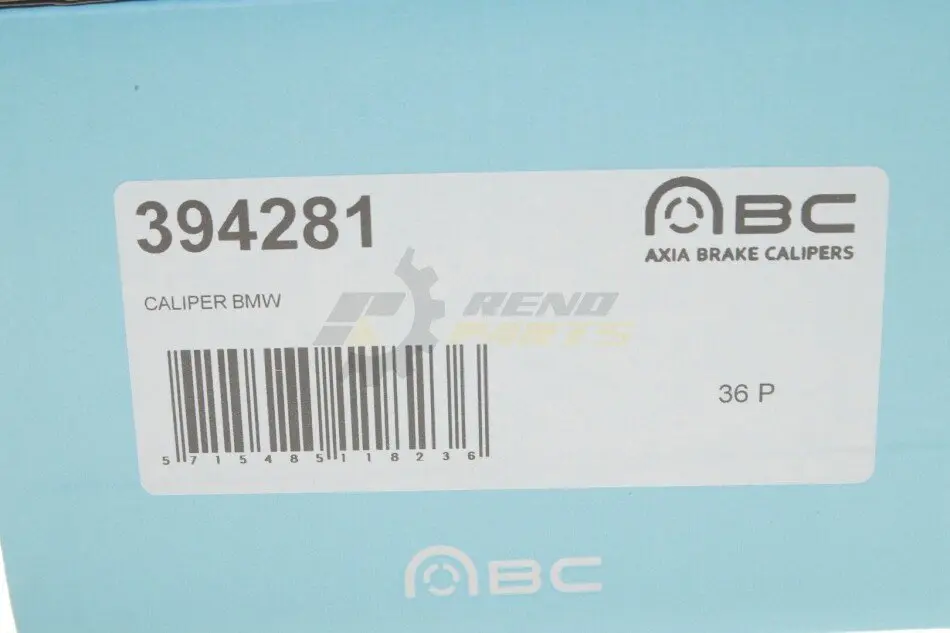 394281
ABC
AXIA BRAKE CALIPERS
CALIPER BMW
RENO
PARTS
36 P
5715485118236
ABC